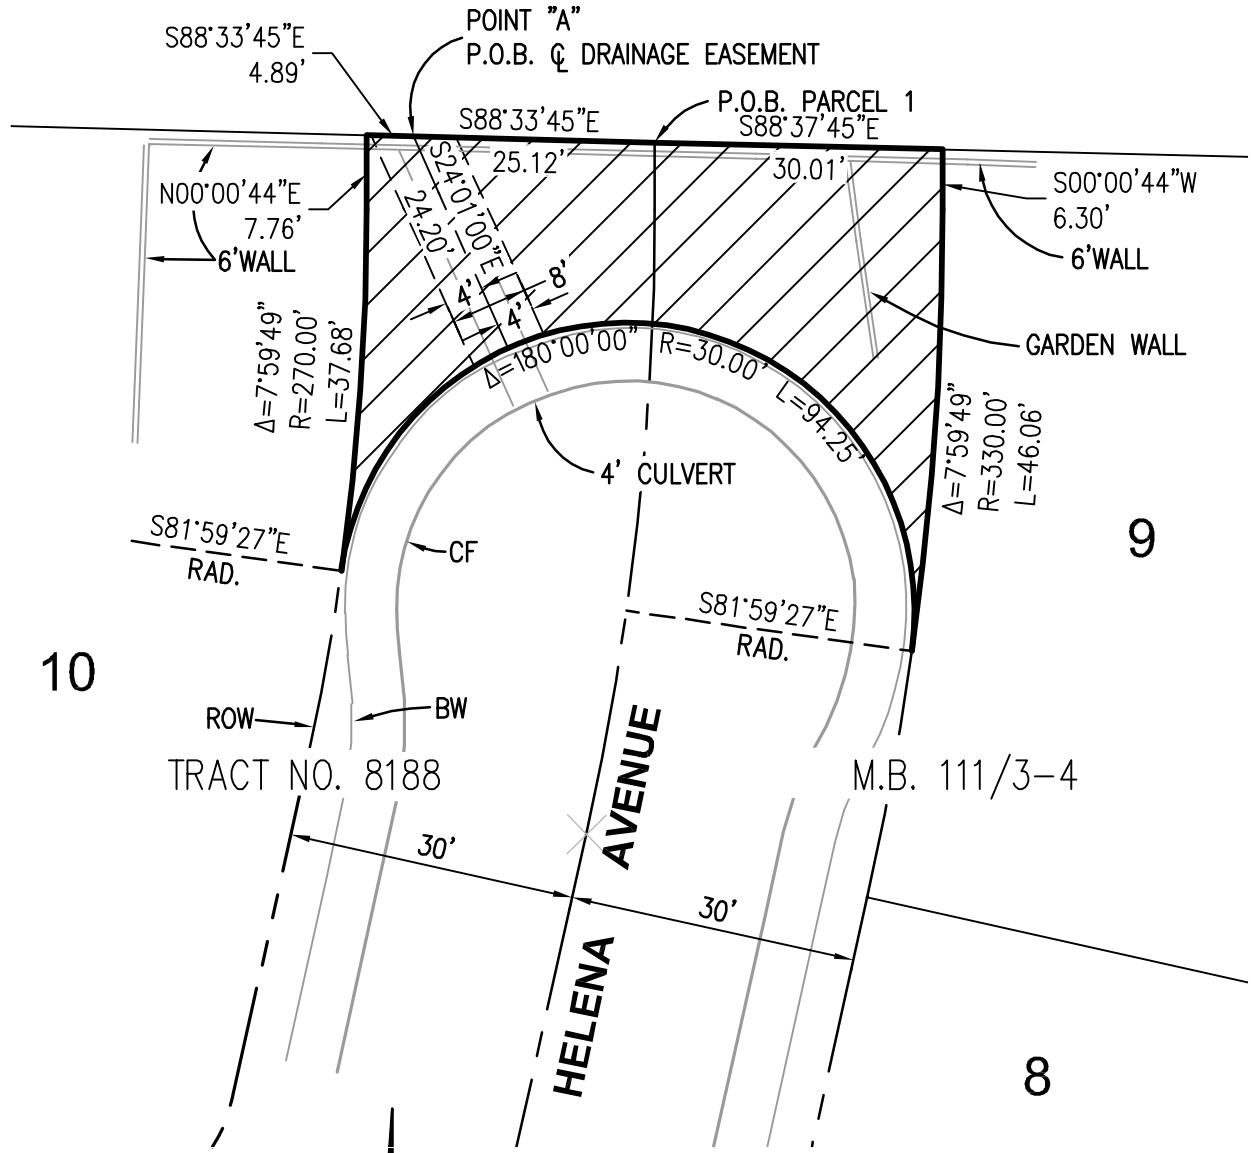 POINT "A"
P.O.B. ℄ DRAINAGE EASEMENT
S88°33'45"E
4.89'
P.O.B. PARCEL 1
S88°33'45"E
25.12'
S88°37'45"E
30.01'
N00°00'44"E
7.76'
S00°00'44"W
6.30'
6'WALL
6'WALL
S24°01'00"E
24.20'
4'
4'
8'
GARDEN WALL
Δ=7°59'49"
R=270.00'
L=37.68'
Δ=180°00'00" R=30.00' L=94.25'
Δ=7°59'49"
R=330.00'
L=46.06'
4' CULVERT
S81°59'27"E
RAD.
CF
9
S81°59'27"E
RAD.
10
ROW
BW
TRACT NO. 8188
M.B. 111/3-4
30'
30'
HELENA AVENUE
8